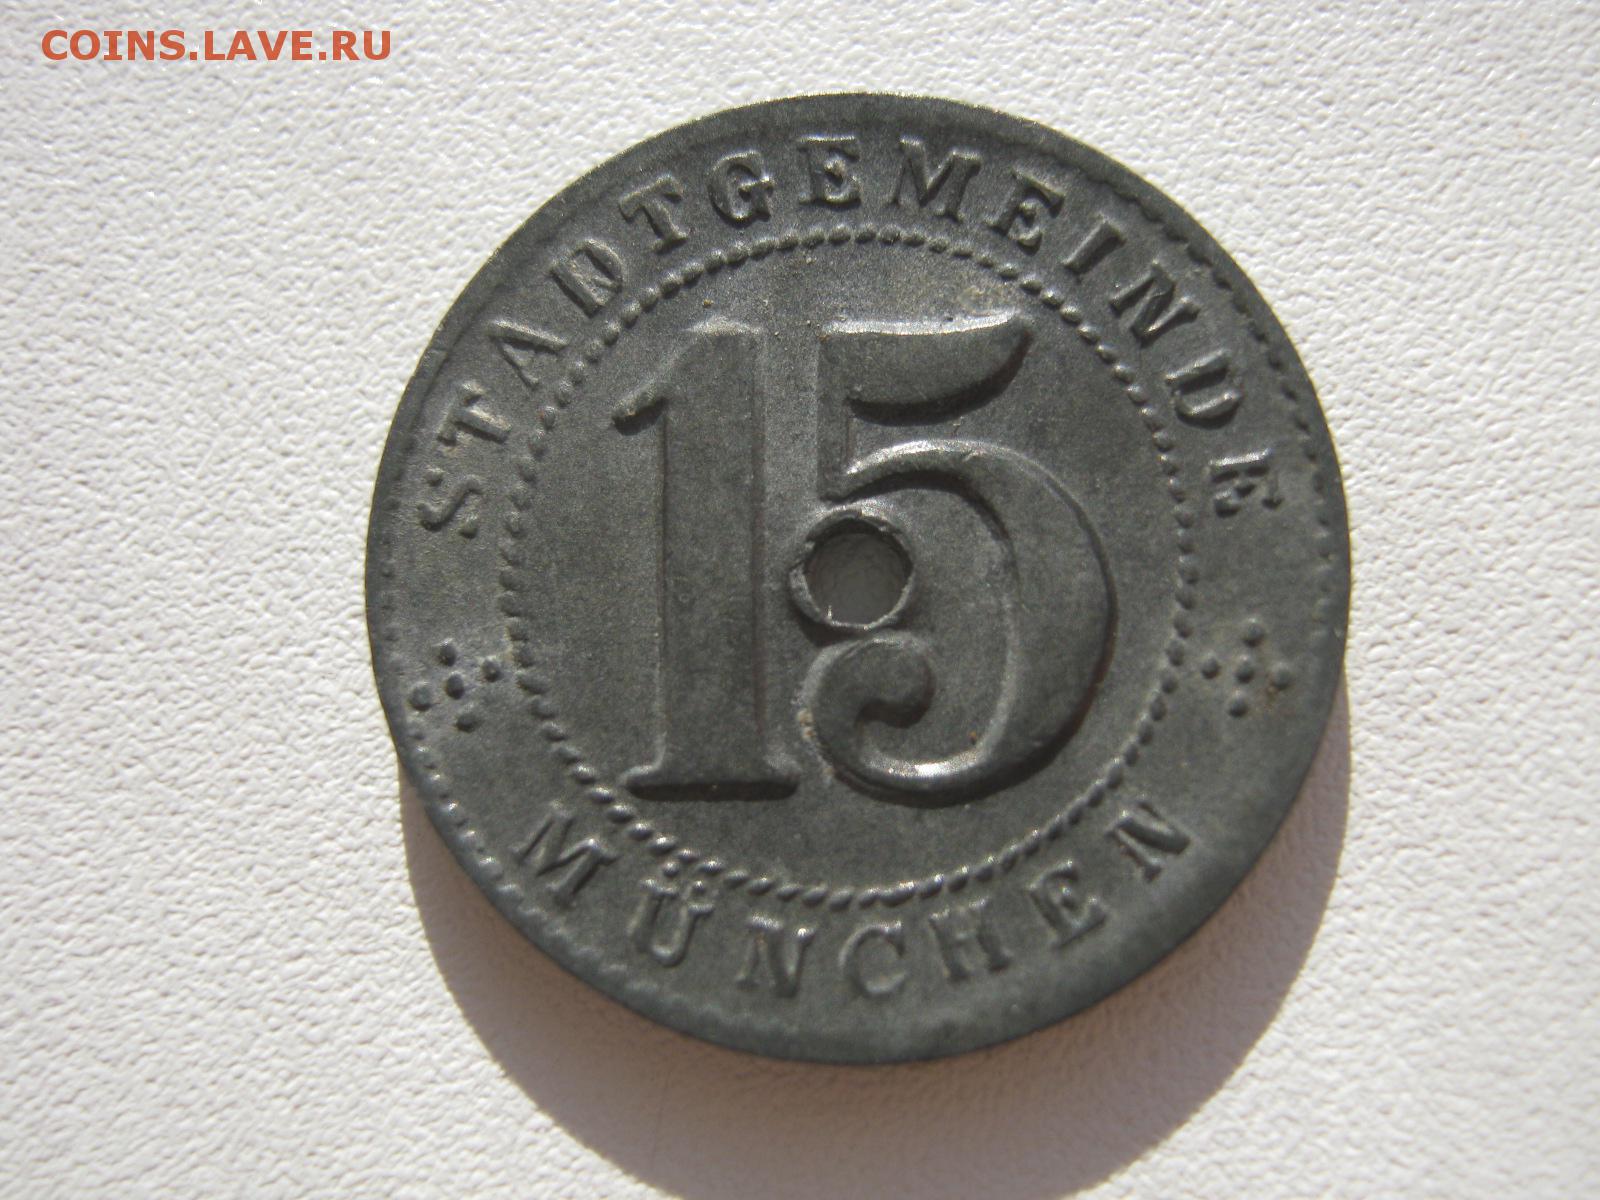 COINS.LAVE.RU
STADTGEMEINDE
15
MÜNCHEN